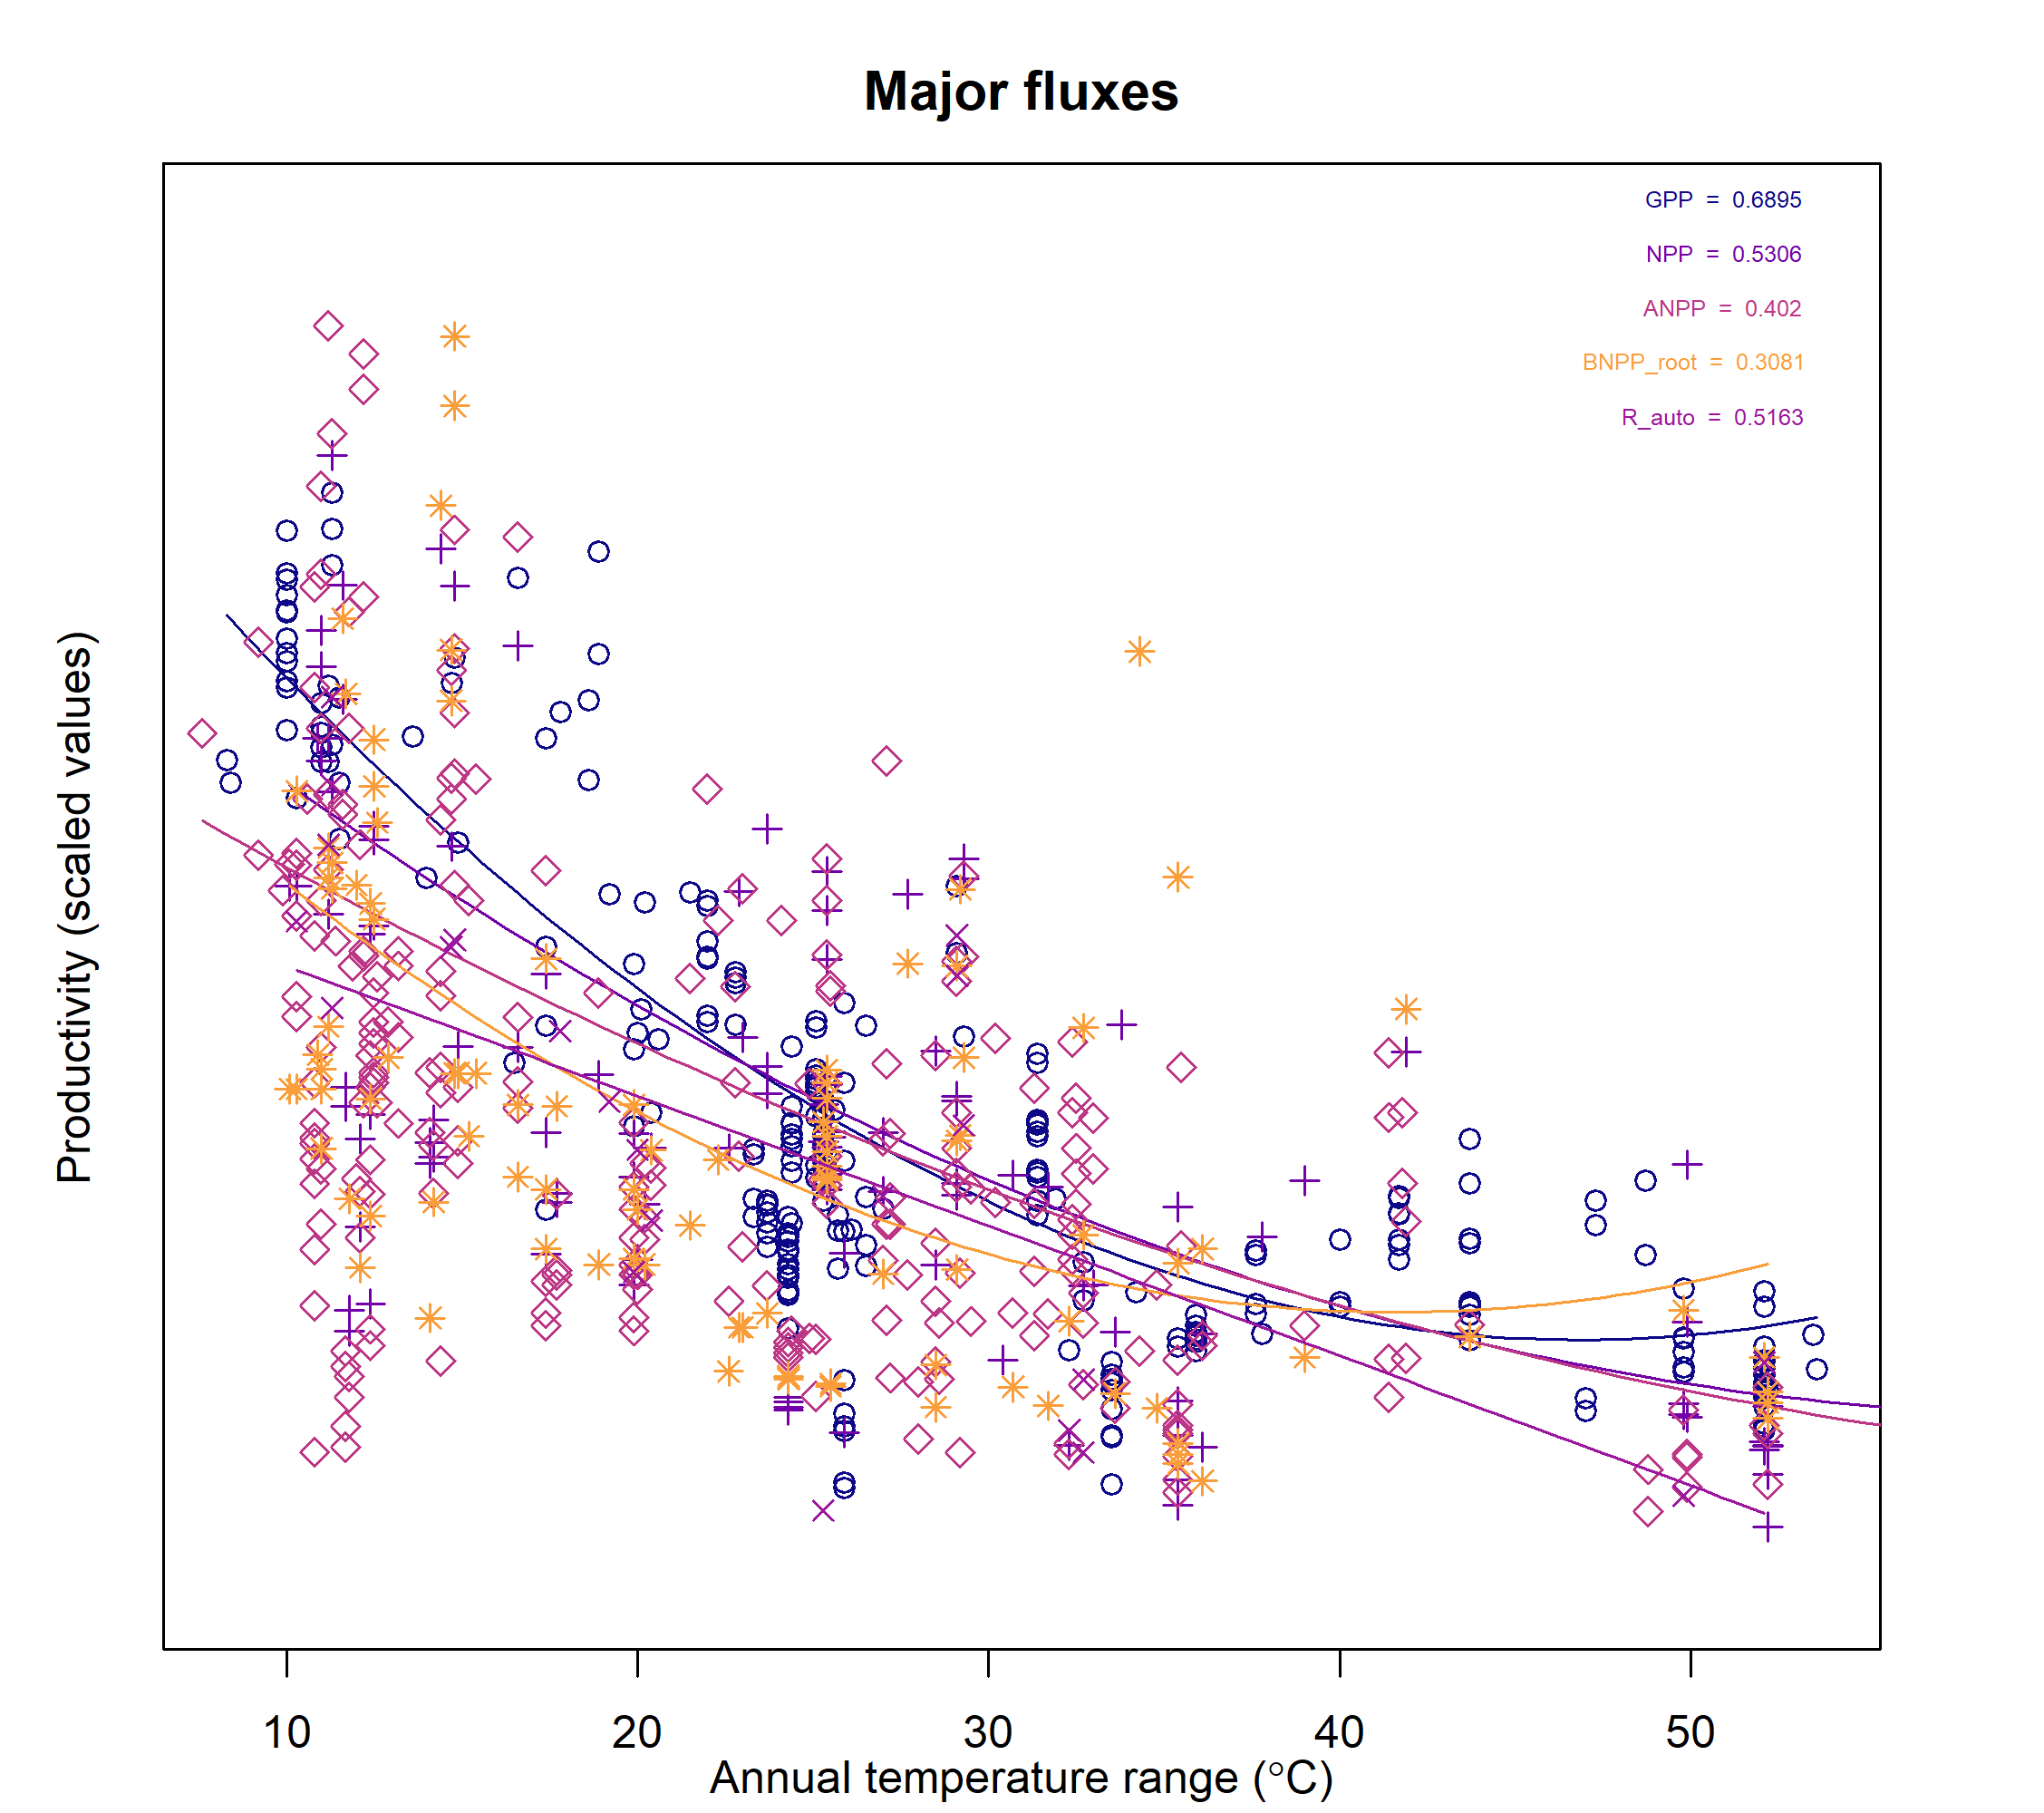 Major fluxes
GPP = 0.6895
NPP = 0.5306
ANPP = 0.402
BNPP_root = 0.3081
R_auto = 0.5163
Productivity (scaled values)
10 20 30 40 50
Annual temperature range (°C)